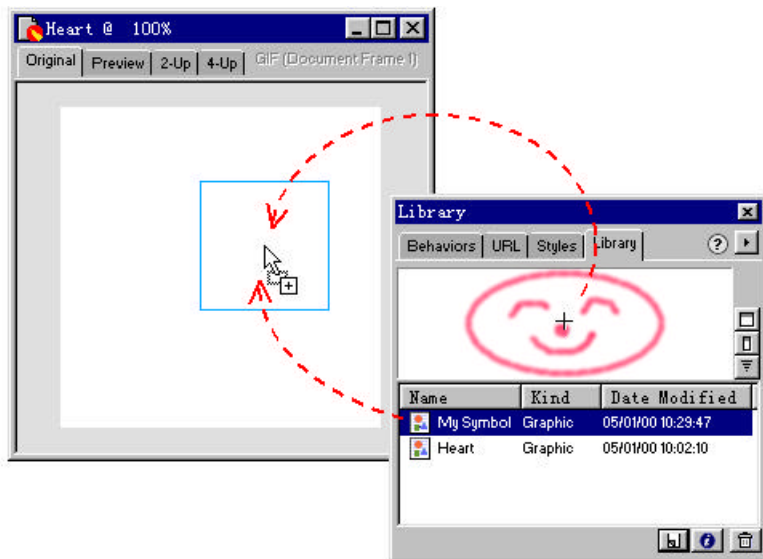 Heart @ 100%
Original Preview 2-Up 4-Up GIF (Document Frame 1)
Library
Behaviors URL Styles Library ?
Name Kind Date Modified
My Symbol Graphic 05/01/00 10:29:47
Heart Graphic 05/01/00 10:02:10